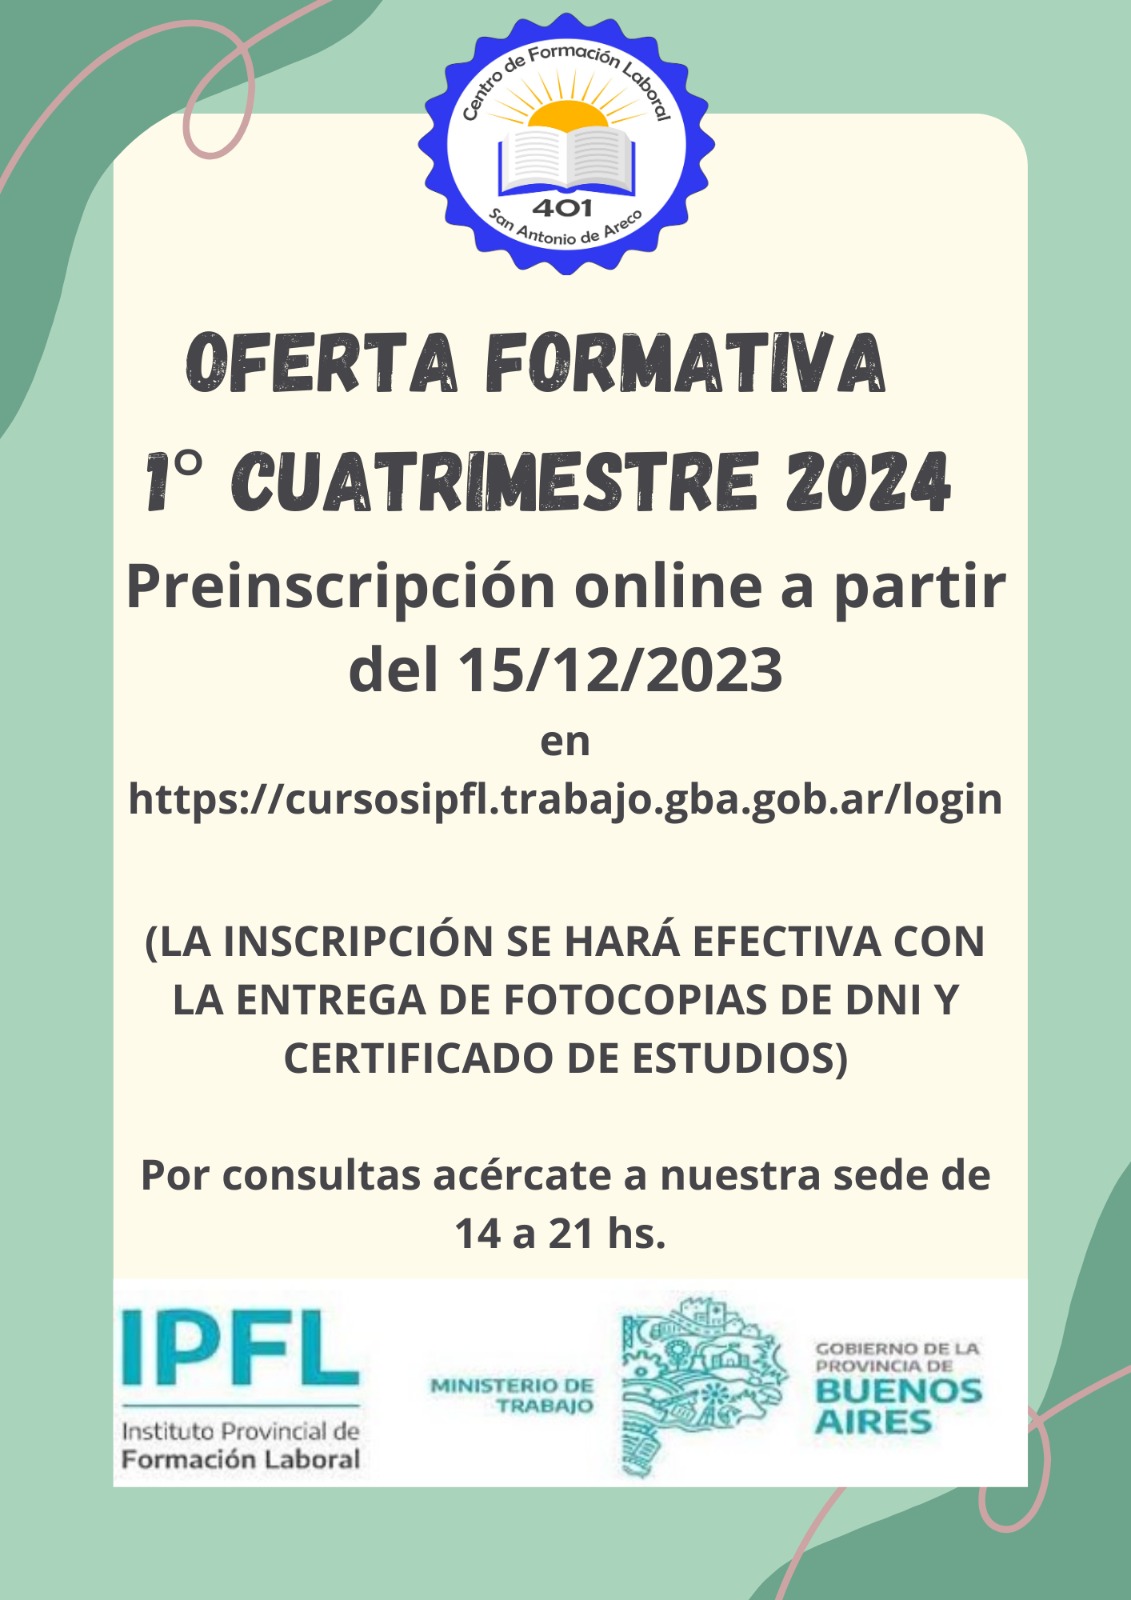 Centro de Formación Laboral
401
San Antonio de Areco
OFERTA FORMATIVA
1° CUATRIMESTRE 2024
Preinscripción online a partir
del 15/12/2023
en
https://cursosipfl.trabajo.gba.gob.ar/login
(LA INSCRIPCIÓN SE HARÁ EFECTIVA CON
LA ENTREGA DE FOTOCOPIAS DE DNI Y
CERTIFICADO DE ESTUDIOS)
Por consultas acércate a nuestra sede de
14 a 21 hs.
IPFL
Instituto Provincial de
Formación Laboral
MINISTERIO DE
TRABAJO
GOBIERNO DE LA
PROVINCIA DE
BUENOS
AIRES